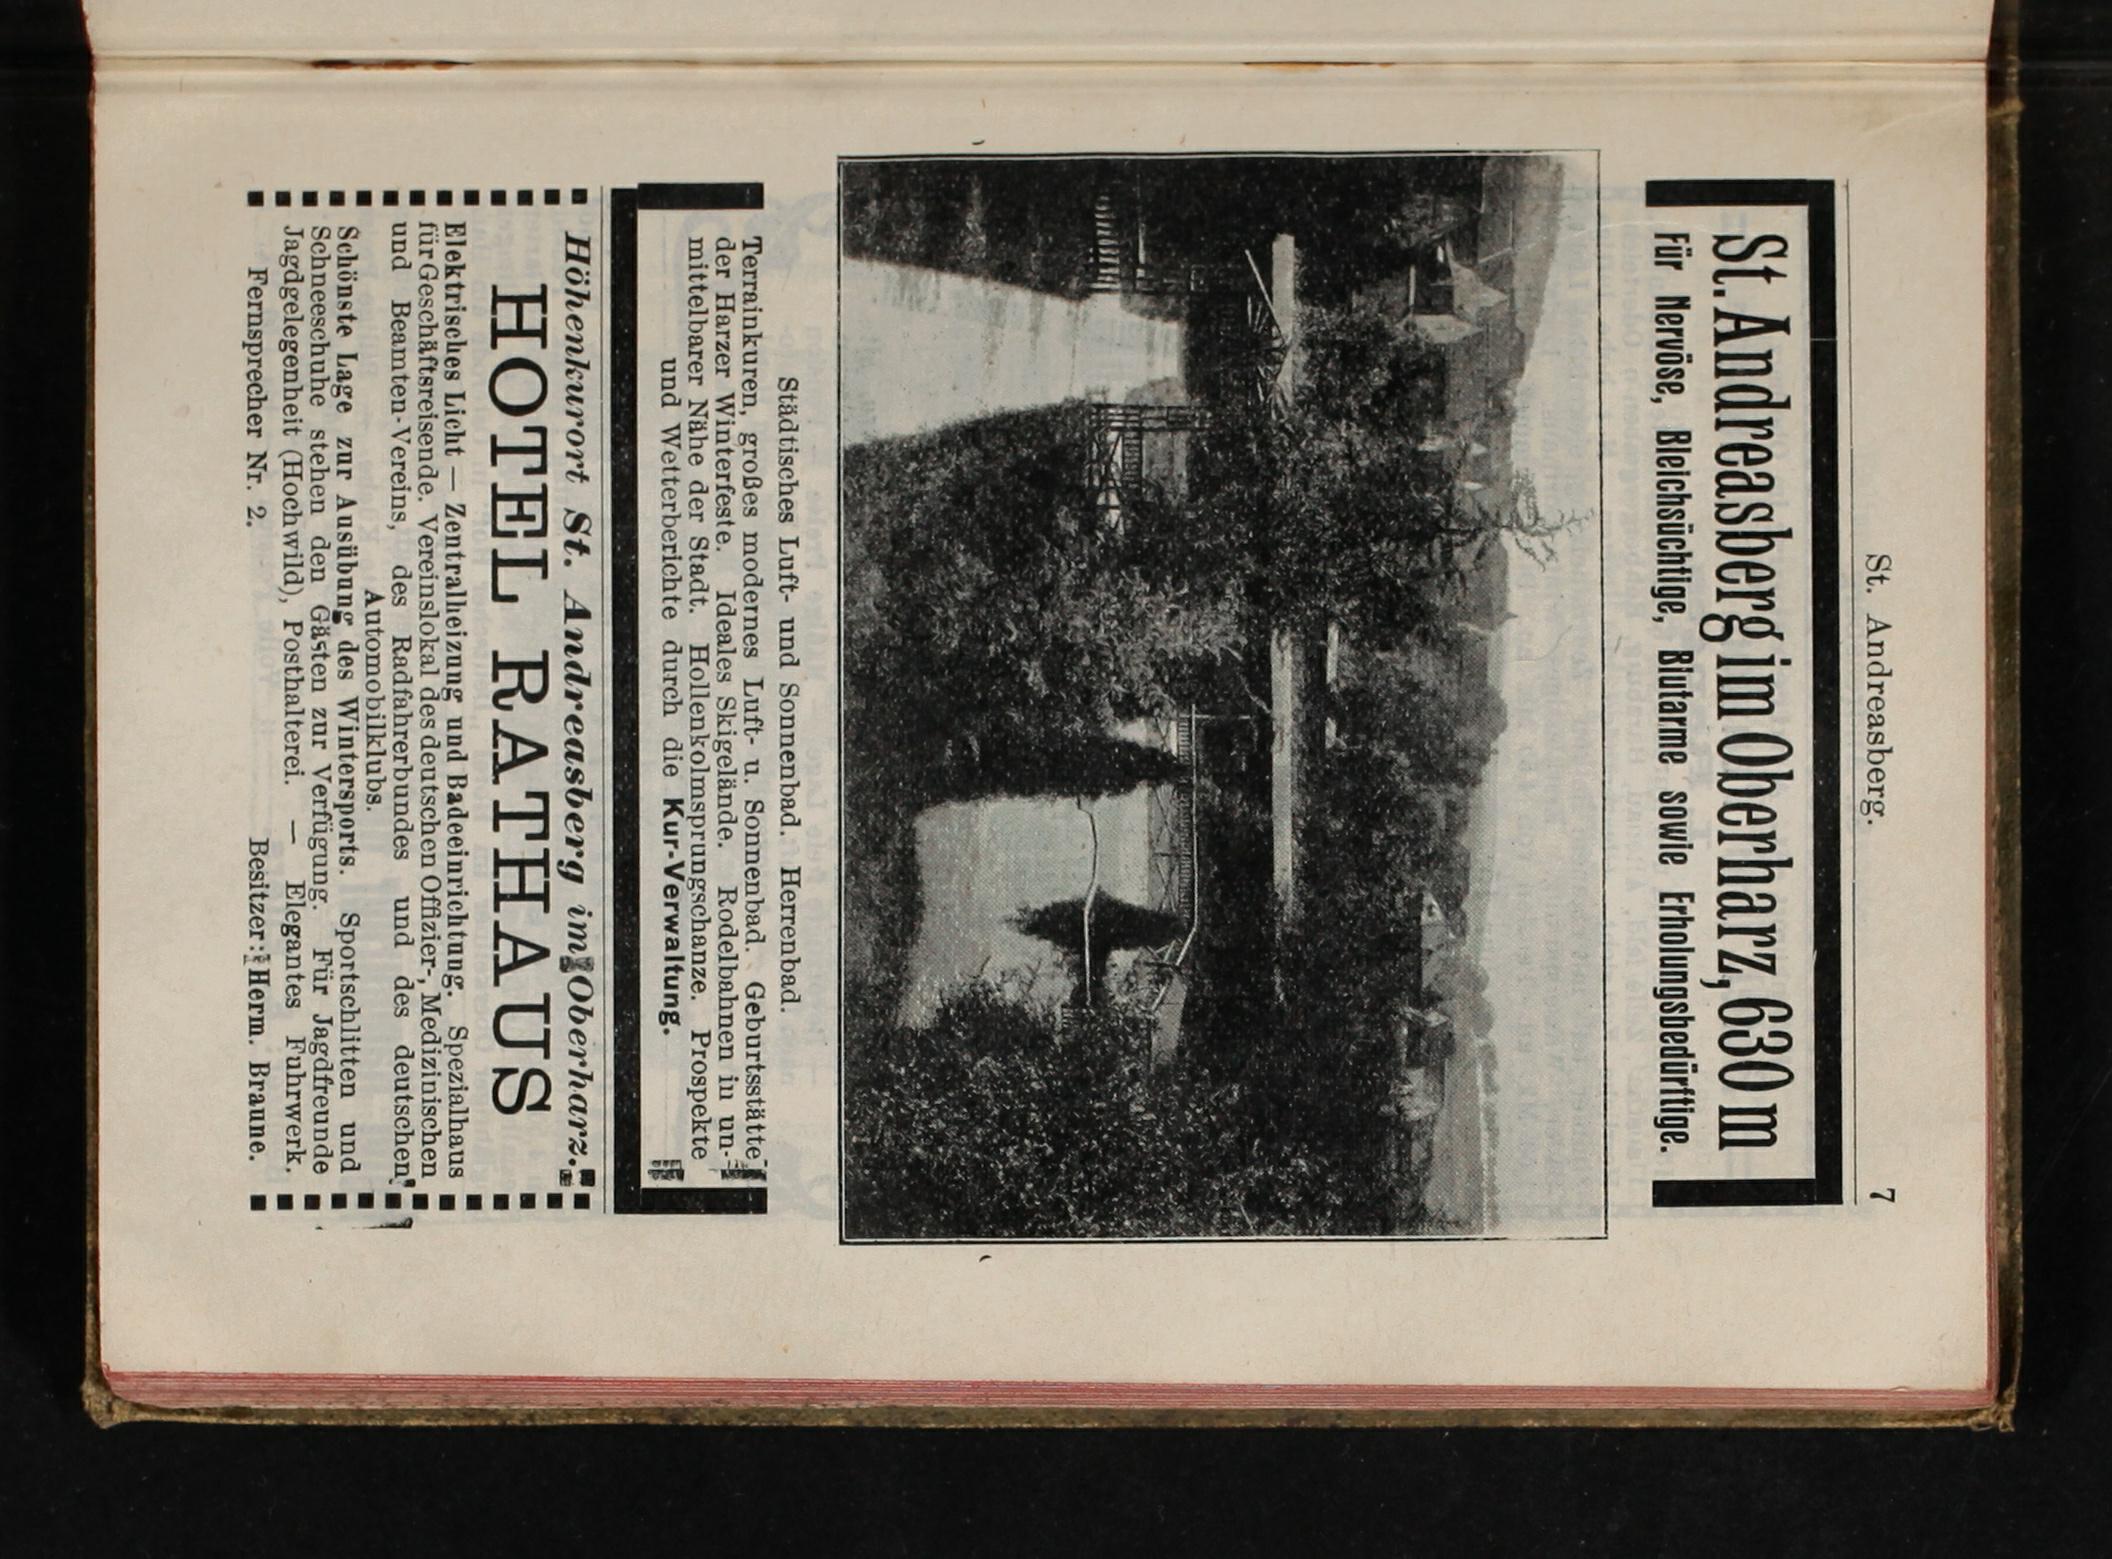 St. Andreasberg. 7
St. Andreasberg im Oberharz, 630 m
Für Nervöse, Bleichsüchtige, Blutarme sowie Erholungsbedürftige.
Städtisches Luft- und Sonnenbad. Herrenbad.
Terrainkuren, großes modernes Luft- u. Sonnenbad. Geburtsstätte
der Harzer Winterfeste. Ideales Skigelände. Rodelbahnen in un-
mittelbarer Nähe der Stadt. Hollenkolmsprungschanze. Prospekte
und Wetterberichte durch die Kur-Verwaltung.
Höhenkurort St. Andreasberg im Oberharz.
HOTEL RATHAUS
Elektrisches Licht — Zentralheizung und Badeeinrichtung. Spezialhaus
für Geschäftsreisende. Vereinslokal des deutschen Offizier-, Medizinischen
und Beamten-Vereins, des Radfahrerbundes und des deutschen
Automobilklubs.
Schönste Lage zur Ausübung des Wintersports. Sportschlitten und
Schneeschuhe stehen den Gästen zur Verfügung. Für Jagdfreunde
Jagdgelegenheit (Hochwild), Posthalterei. — Elegantes Fuhrwerk.
Fernsprecher Nr. 2. Besitzer: Herm. Braune.